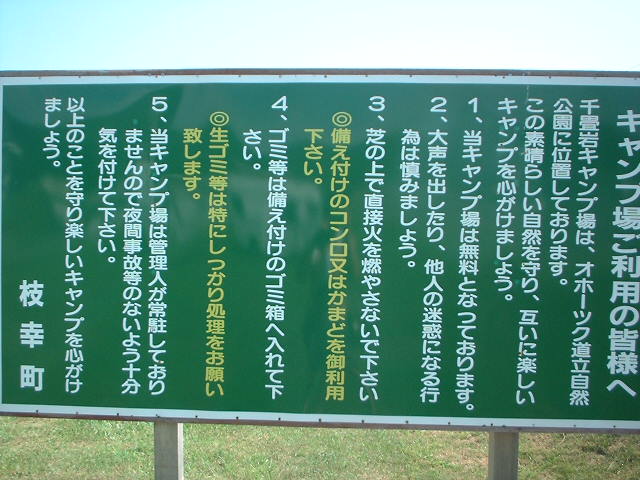 キャンプ場ご利用の皆様へ
千畳岩キャンプ場は、オホーツク道立自然
公園に位置しております。
この素晴らしい自然を守り、互いに楽しい
キャンプを心がけましょう。
1、当キャンプ場は無料となっております。
2、大声を出したり、他人の迷惑になる行
為は慎みましょう。
3、芝の上で直接火を燃やさないで下さい
◎備え付けのコンロ又はかまどを御利用
下さい。
4、ゴミ等は備え付けのゴミ箱へ入れて下
さい。
◎生ゴミ等は特にしっかり処理をお願い
致します。
5、当キャンプ場は管理人が常駐しており
ませんので夜間事故等のないよう十分
気を付けて下さい。
以上のことを守り楽しいキャンプを心がけ
ましょう。
枝幸町